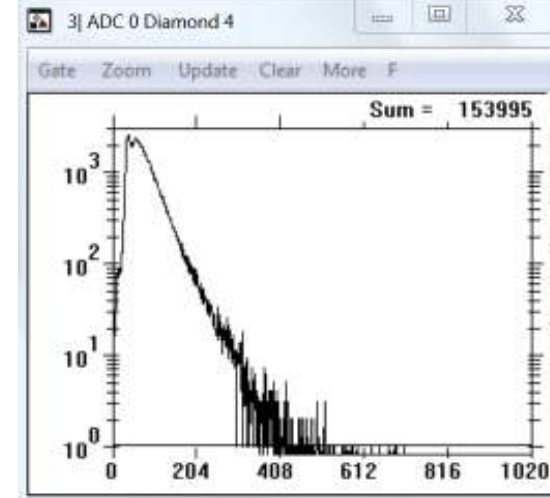 3| ADC 0 Diamond 4
Gate Zoom Update Clear More F
Sum = 153995
10^3
10^2
10^1
10^0
0 204 408 612 816 1020